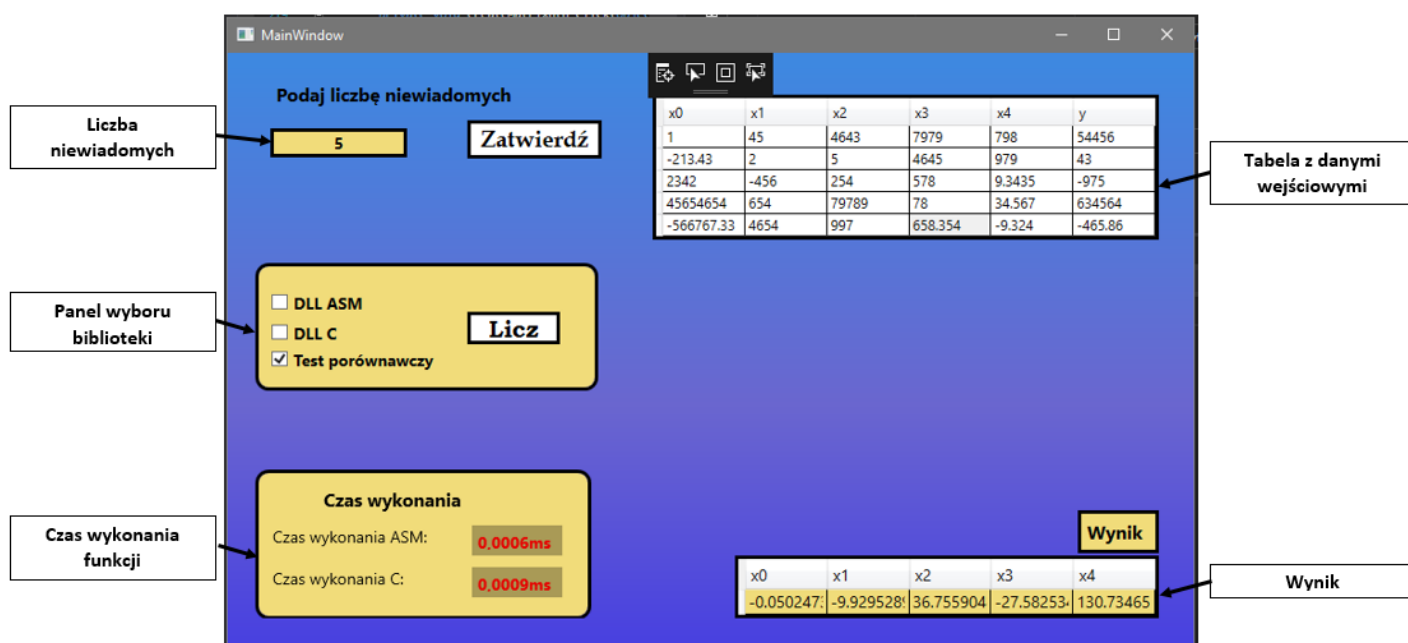 MainWindow
Podaj liczbę niewiadomych
5
Zatwierdź
Liczba
niewiadomych
x0 x1 x2 x3 x4 y
1 45 4643 7979 798 54456
-213.43 2 5 4645 979 43
2342 -456 254 578 9.3435 -975
45654654 654 79789 78 34.567 634564
-566767.33 4654 997 658.354 -9.324 -465.86
Tabela z danymi
wejściowymi
Panel wyboru
biblioteki
DLL ASM
DLL C
Test porównawczy
Licz
Czas wykonania
funkcji
Czas wykonania
Czas wykonania ASM: 0,0006ms
Czas wykonania C: 0,0009ms
Wynik
x0 x1 x2 x3 x4
-0.050247 -9.929528 36.755904 -27.58253 130.73465
Wynik